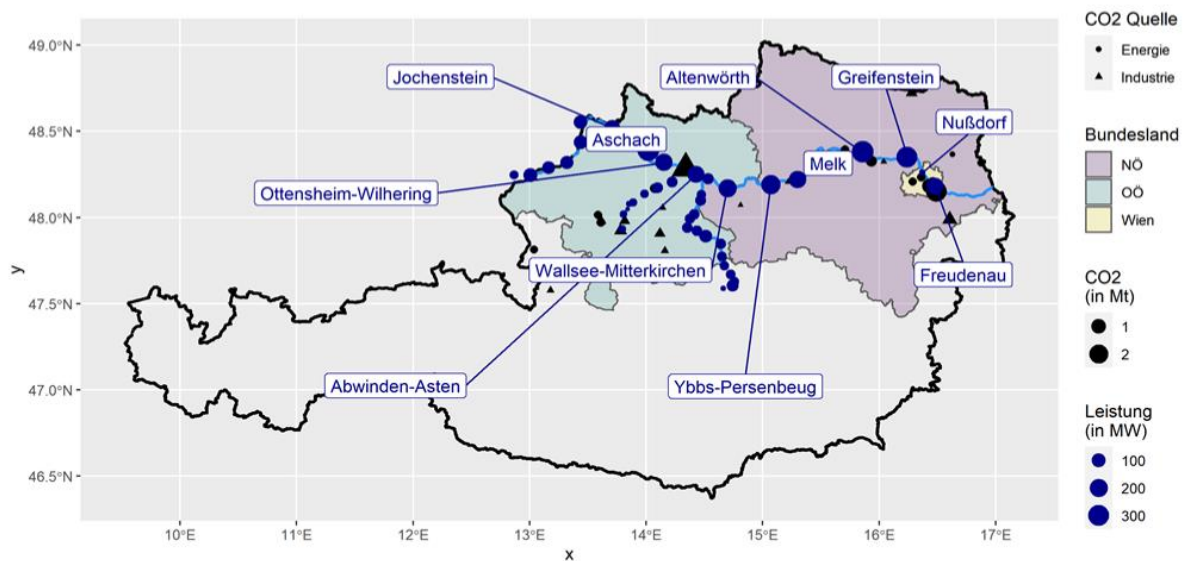 CO2 Quelle
Energie
Industrie
Bundesland
NÖ
OÖ
Wien
CO2
(in Mt)
1
2
Leistung
(in MW)
100
200
300
49.0°N
48.5°N
48.0°N
47.5°N
47.0°N
46.5°N
y
Jochenstein
Altenwörth
Greifenstein
Nußdorf
Aschach
Melk
Ottensheim-Wilhering
Wallsee-Mitterkirchen
Freudenau
Abwinden-Asten
Ybbs-Persenbeug
10°E
11°E
12°E
13°E
14°E
15°E
16°E
17°E
x